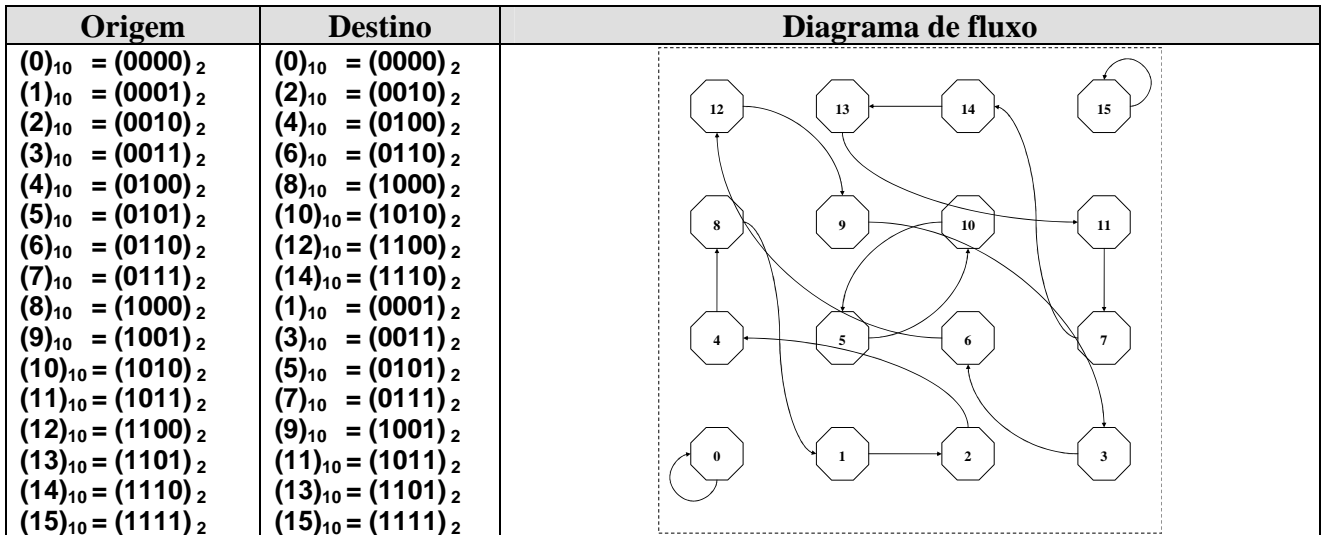 Origem Destino Diagrama de fluxo
(0)₁₀ = (0000) ₂ (0)₁₀ = (0000) ₂
(1)₁₀ = (0001) ₂ (2)₁₀ = (0010) ₂
(2)₁₀ = (0010) ₂ (4)₁₀ = (0100) ₂
(3)₁₀ = (0011) ₂ (6)₁₀ = (0110) ₂
(4)₁₀ = (0100) ₂ (8)₁₀ = (1000) ₂
(5)₁₀ = (0101) ₂ (10)₁₀ = (1010) ₂
(6)₁₀ = (0110) ₂ (12)₁₀ = (1100) ₂
(7)₁₀ = (0111) ₂ (14)₁₀ = (1110) ₂
(8)₁₀ = (1000) ₂ (1)₁₀ = (0001) ₂
(9)₁₀ = (1001) ₂ (3)₁₀ = (0011) ₂
(10)₁₀ = (1010) ₂ (5)₁₀ = (0101) ₂
(11)₁₀ = (1011) ₂ (7)₁₀ = (0111) ₂
(12)₁₀ = (1100) ₂ (9)₁₀ = (1001) ₂
(13)₁₀ = (1101) ₂ (11)₁₀ = (1011) ₂
(14)₁₀ = (1110) ₂ (13)₁₀ = (1101) ₂
(15)₁₀ = (1111) ₂ (15)₁₀ = (1111) ₂
12 13 14 15
8 9 10 11
4 5 6 7
0 1 2 3